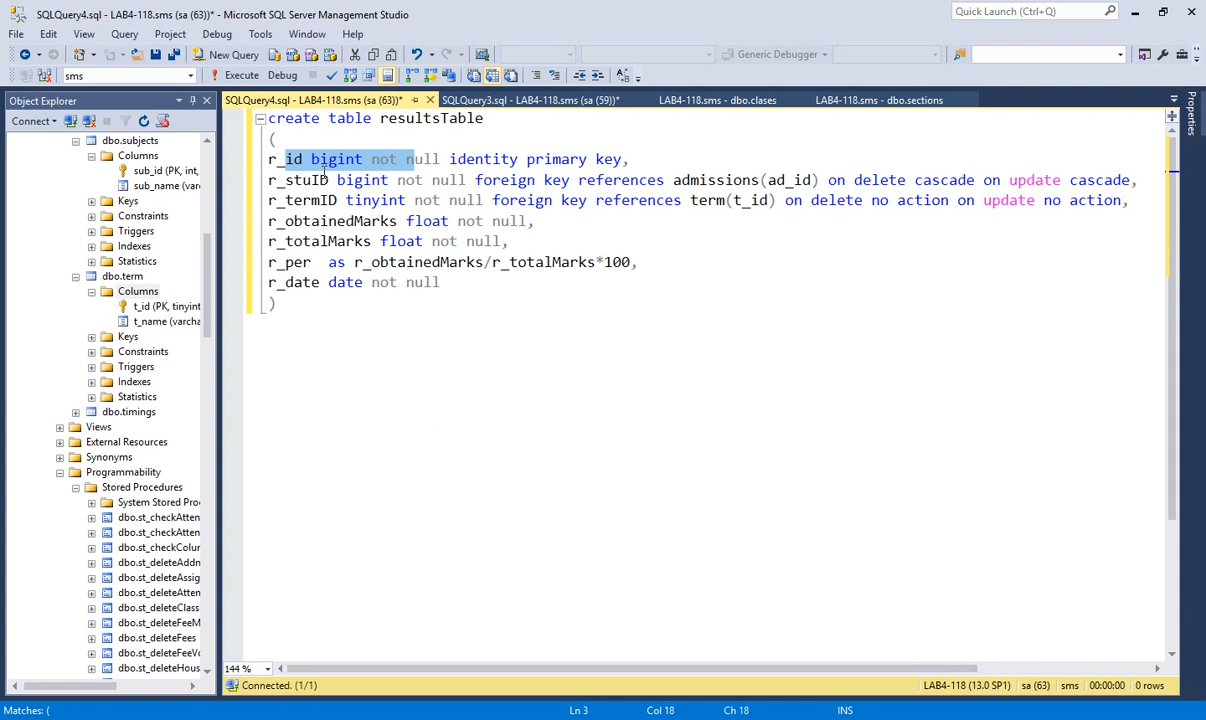 SQLQuery4.sql - LAB4-118.sms (sa (63))* - Microsoft SQL Server Management Studio
Quick Launch (Ctrl+Q)
File Edit View Query Project Debug Tools Window Help
New Query
Generic Debugger
sms
Execute Debug
Object Explorer
SQLQuery4.sql - LAB4-118.sms (sa (63))*
SQLQuery3.sql - LAB4-118.sms (sa (59))*
LAB4-118.sms - dbo.clases
LAB4-118.sms - dbo.sections
Properties
Connect
dbo.subjects
Columns
sub_id (PK, int,
sub_name (varc
Keys
Constraints
Triggers
Indexes
Statistics
dbo.term
Columns
t_id (PK, tinyint
t_name (varcha
Keys
Constraints
Triggers
Indexes
Statistics
dbo.timings
Views
External Resources
Synonyms
Programmability
Stored Procedures
System Stored Pro
dbo.st_checkAtten
dbo.st_checkAtten
dbo.st_checkColu
dbo.st_deleteAddn
dbo.st_deleteAssig
dbo.st_deleteAtten
dbo.st_deleteClass
dbo.st_deleteFeeM
dbo.st_deleteFees
dbo.st_deleteFeeVo
dbo.st_deleteHous
create table resultsTable
(
r_id bigint not null identity primary key,
r_stuID bigint not null foreign key references admissions(ad_id) on delete cascade on update cascade,
r_termID tinyint not null foreign key references term(t_id) on delete no action on update no action,
r_obtainedMarks float not null,
r_totalMarks float not null,
r_per as r_obtainedMarks/r_totalMarks*100,
r_date date not null
)
144 %
Connected. (1/1)
LAB4-118 (13.0 SP1) sa (63) sms 00:00:00 0 rows
Matches: (
Ln 3 Col 18 Ch 18 INS